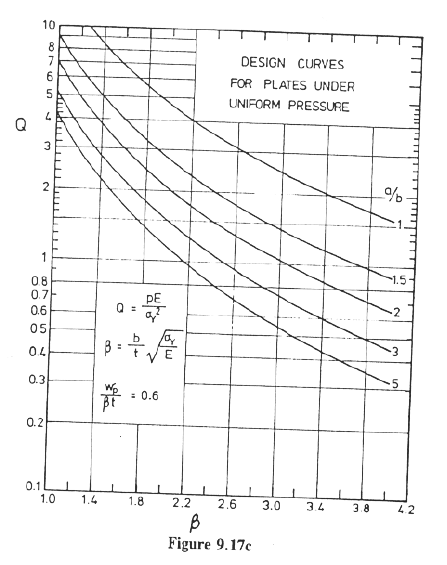 DESIGN CURVES
FOR PLATES UNDER
UNIFORM PRESSURE
Q
10
8
7
6
5
4
3
2
1
0.8
0.7
0.6
0.5
0.4
0.3
0.2
0.1
a/b
1
1.5
2
3
5
Q = pE / σY²
β = b/t √(σY/E)
wp/βt = 0.6
1.0 1.4 1.8 2.2 2.6 3.0 3.4 3.8 4.2
β
Figure 9.17c